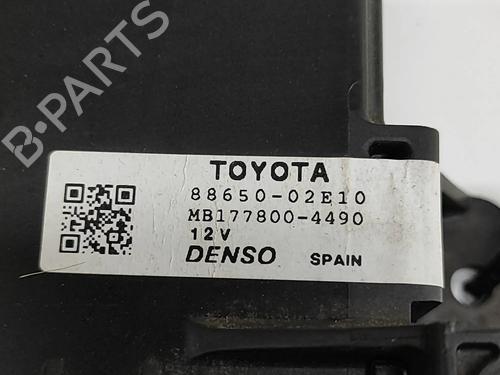 B-PARTS
TOYOTA
88650-02E10
MB177800-4490
12V
DENSO SPAIN